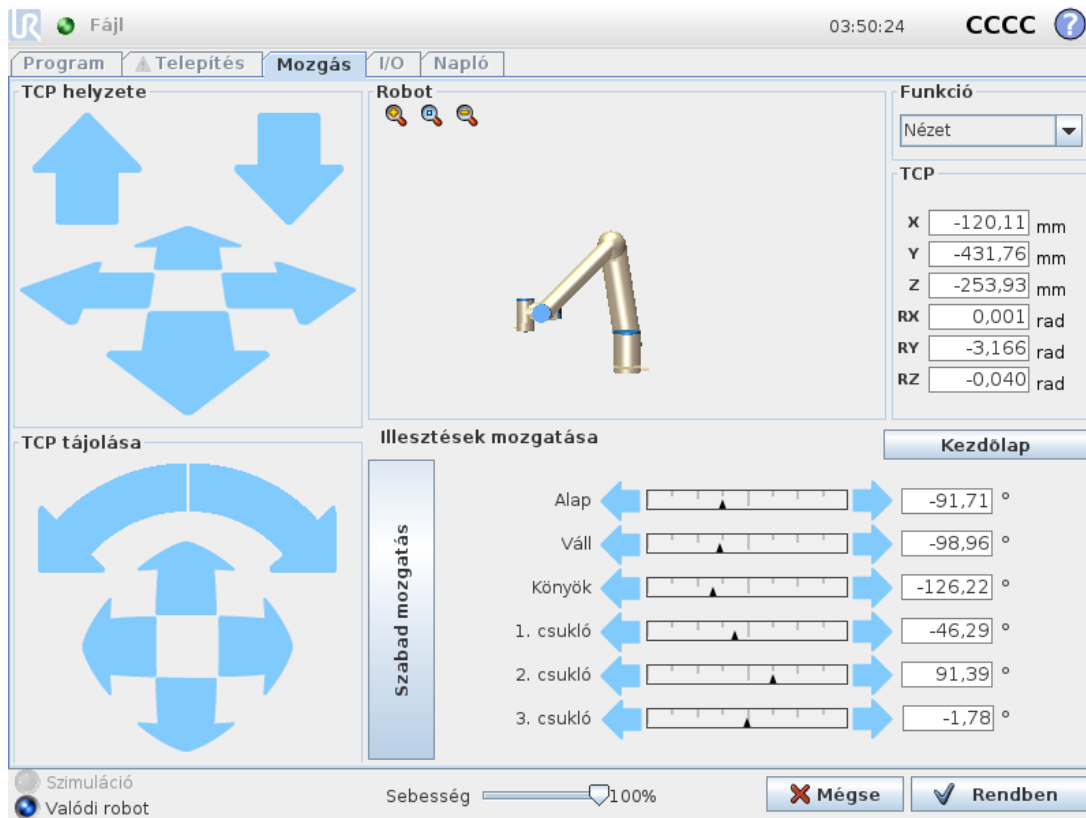 UR Fájl 03:50:24 CCCC ?
Program Telepítés Mozgás I/O Napló
TCP helyzete
Robot
Funkció
Nézet
TCP
X -120,11 mm
Y -431,76 mm
Z -253,93 mm
RX 0,001 rad
RY -3,166 rad
RZ -0,040 rad
TCP tájolása
Illesztések mozgatása
Kezdőlap
Szabad mozgatás
Alap -91,71 °
Váll -98,96 °
Könyök -126,22 °
1. csukló -46,29 °
2. csukló 91,39 °
3. csukló -1,78 °
Szimuláció
Valódi robot
Sebesség 100%
Mégse
Rendben